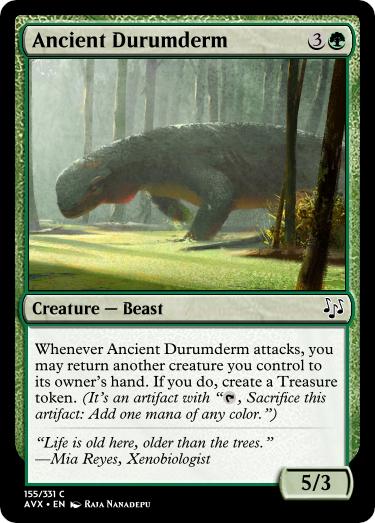 Ancient Durumderm 3
Creature — Beast
Whenever Ancient Durumderm attacks, you
may return another creature you control to
its owner's hand. If you do, create a Treasure
token. (It's an artifact with “, Sacrifice this
artifact: Add one mana of any color.”)
“Life is old here, older than the trees.”
—Mia Reyes, Xenobiologist
5/3
155/331 C
AVX • EN Raja Nanadepu